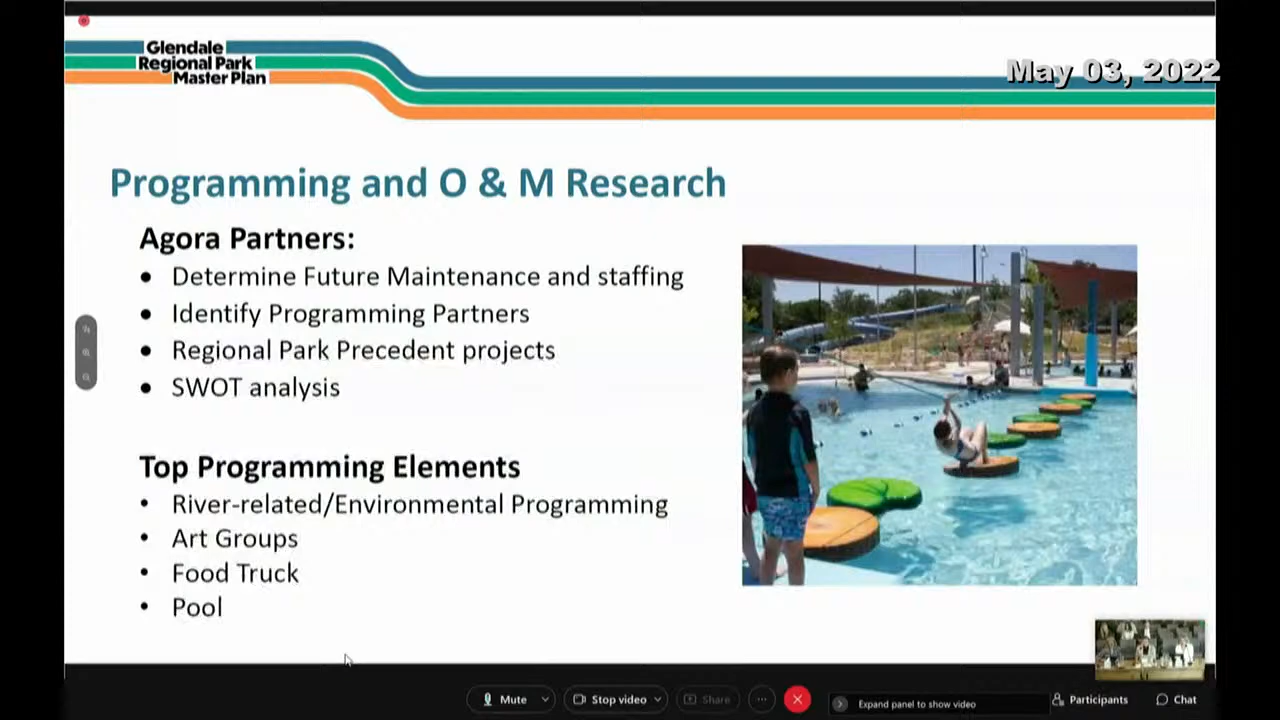 Glendale
Regional Park
Master Plan
May 03, 2022
Programming and O & M Research
Agora Partners:
• Determine Future Maintenance and staffing
• Identify Programming Partners
• Regional Park Precedent projects
• SWOT analysis
Top Programming Elements
• River-related/Environmental Programming
• Art Groups
• Food Truck
• Pool
Mute
Stop video
Share
Expand panel to show video
Participants
Chat